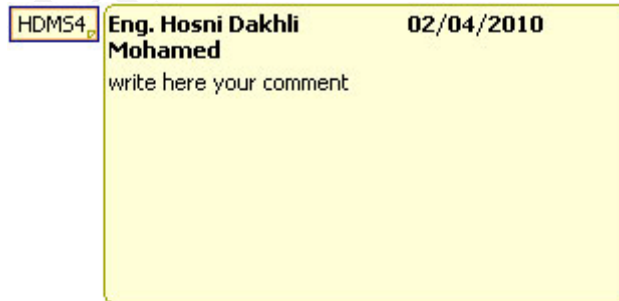 HDMS4
Eng. Hosni Dakhli 02/04/2010
Mohamed
write here your comment